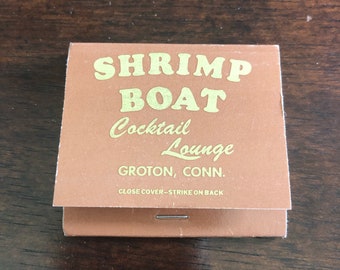 SHRIMP
BOAT
Cocktail
Lounge
GROTON, CONN.
CLOSE COVER—STRIKE ON BACK